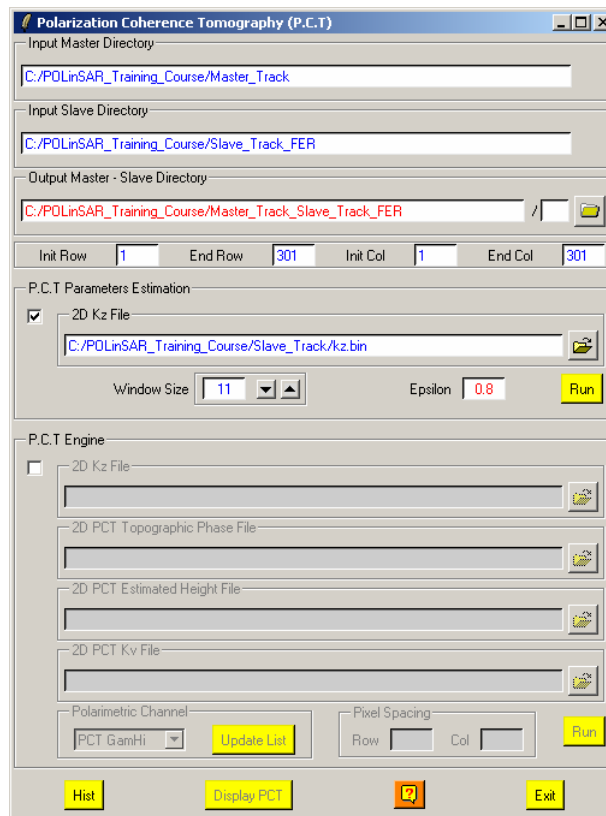 Polarization Coherence Tomography (P.C.T)
Input Master Directory
C:/POLinSAR_Training_Course/Master_Track
Input Slave Directory
C:/POLinSAR_Training_Course/Slave_Track_FER
Output Master - Slave Directory
C:/POLinSAR_Training_Course/Master_Track_Slave_Track_FER /
Init Row 1 End Row 301 Init Col 1 End Col 301
P.C.T Parameters Estimation
2D Kz File
C:/POLinSAR_Training_Course/Slave_Track/kz.bin
Window Size 11 Epsilon 0.8 Run
P.C.T Engine
2D Kz File
2D PCT Topographic Phase File
2D PCT Estimated Height File
2D PCT Kv File
Polarimetric Channel Pixel Spacing
PCT GamHi Update List Row Col Run
Hist Display PCT ? Exit